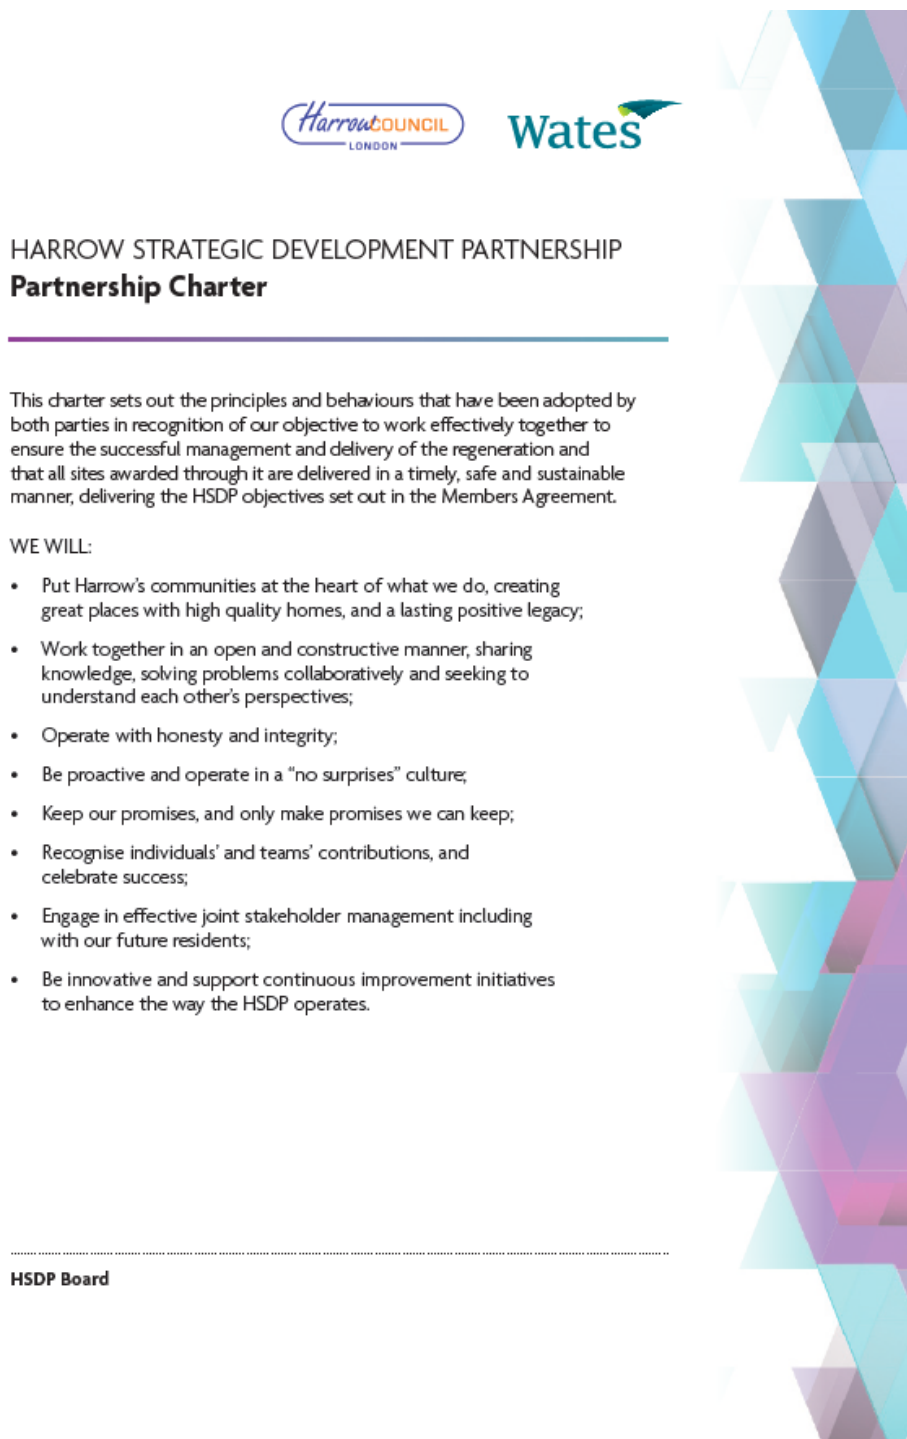 HarrowCOUNCIL
LONDON
Wates
HARROW STRATEGIC DEVELOPMENT PARTNERSHIP
Partnership Charter
This charter sets out the principles and behaviours that have been adopted by
both parties in recognition of our objective to work effectively together to
ensure the successful management and delivery of the regeneration and
that all sites awarded through it are delivered in a timely, safe and sustainable
manner, delivering the HSDP objectives set out in the Members Agreement.
WE WILL:
• Put Harrow’s communities at the heart of what we do, creating
great places with high quality homes, and a lasting positive legacy;
• Work together in an open and constructive manner, sharing
knowledge, solving problems collaboratively and seeking to
understand each other’s perspectives;
• Operate with honesty and integrity;
• Be proactive and operate in a “no surprises” culture;
• Keep our promises, and only make promises we can keep;
• Recognise individuals’ and teams’ contributions, and
celebrate success;
• Engage in effective joint stakeholder management including
with our future residents;
• Be innovative and support continuous improvement initiatives
to enhance the way the HSDP operates.
HSDP Board